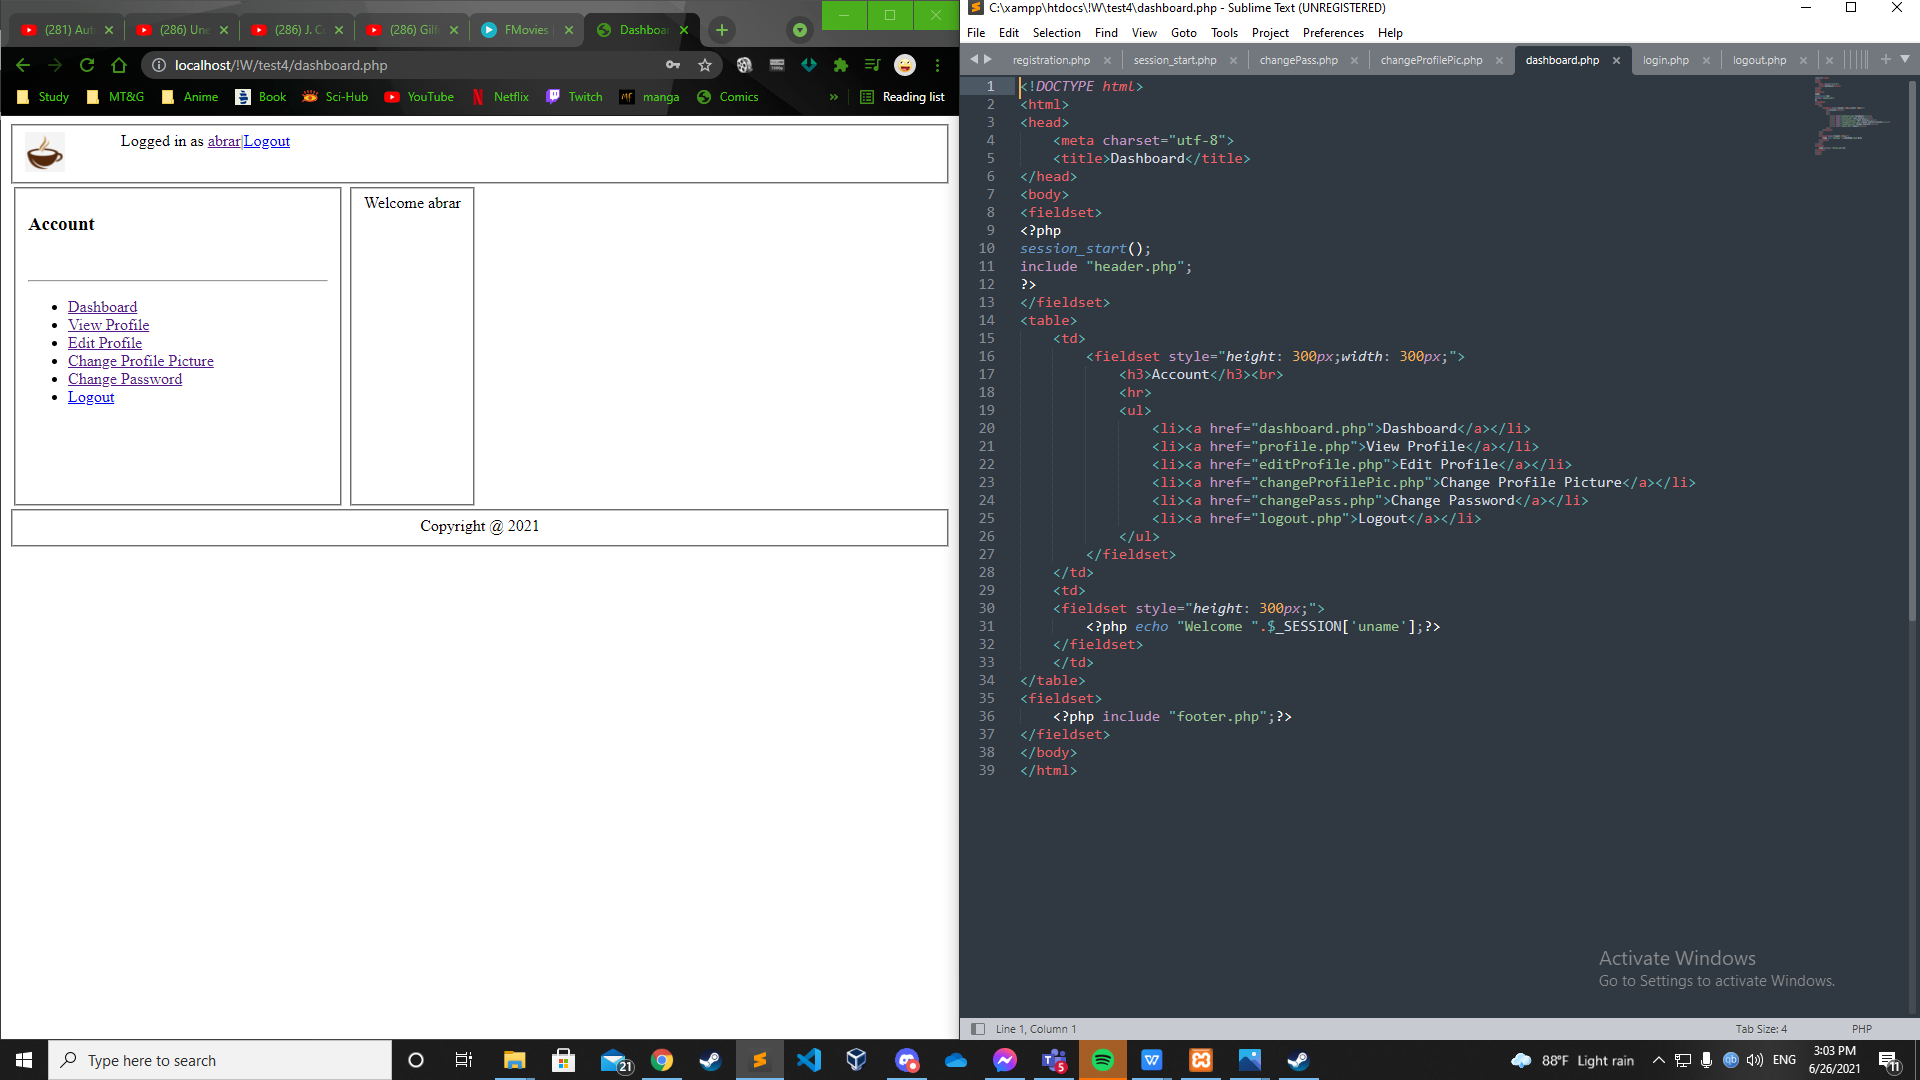 (281) Aut
(286) Une
(286) J. Co
(286) Gilf
FMovies
Dashboar
localhost/!W/test4/dashboard.php
Study
MT&G
Anime
Book
Sci-Hub
YouTube
Netflix
Twitch
manga
Comics
»
Reading list
Logged in as abrar|Logout
Account
Dashboard
View Profile
Edit Profile
Change Profile Picture
Change Password
Logout
Welcome abrar
Copyright @ 2021
C:\xampp\htdocs\!W\test4\dashboard.php - Sublime Text (UNREGISTERED)
File Edit Selection Find View Goto Tools Project Preferences Help
registration.php
session_start.php
changePass.php
changeProfilePic.php
dashboard.php
login.php
logout.php
1 <!DOCTYPE html>
2 <html>
3 <head>
4 <meta charset="utf-8">
5 <title>Dashboard</title>
6 </head>
7 <body>
8 <fieldset>
9 <?php
10 session_start();
11 include "header.php";
12 ?>
13 </fieldset>
14 <table>
15 <td>
16 <fieldset style="height: 300px;width: 300px;">
17 <h3>Account</h3><br>
18 <hr>
19 <ul>
20 <li><a href="dashboard.php">Dashboard</a></li>
21 <li><a href="profile.php">View Profile</a></li>
22 <li><a href="editProfile.php">Edit Profile</a></li>
23 <li><a href="changeProfilePic.php">Change Profile Picture</a></li>
24 <li><a href="changePass.php">Change Password</a></li>
25 <li><a href="logout.php">Logout</a></li>
26 </ul>
27 </fieldset>
28 </td>
29 <td>
30 <fieldset style="height: 300px;">
31 <?php echo "Welcome ".$_SESSION['uname'];?>
32 </fieldset>
33 </td>
34 </table>
35 <fieldset>
36 <?php include "footer.php";?>
37 </fieldset>
38 </body>
39 </html>
Activate Windows
Go to Settings to activate Windows.
Line 1, Column 1
Tab Size: 4
PHP
Type here to search
21
5
88°F Light rain
ENG
3:03 PM
6/26/2021
11